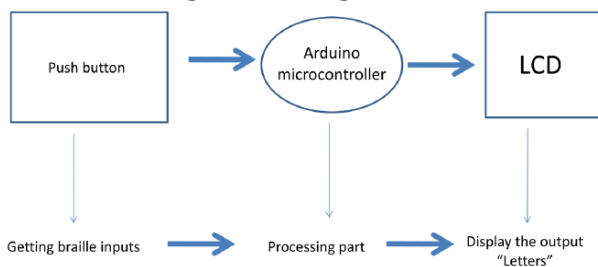 Push button
Arduino
microcontroller
LCD
Getting braille inputs
Processing part
Display the output
“Letters”